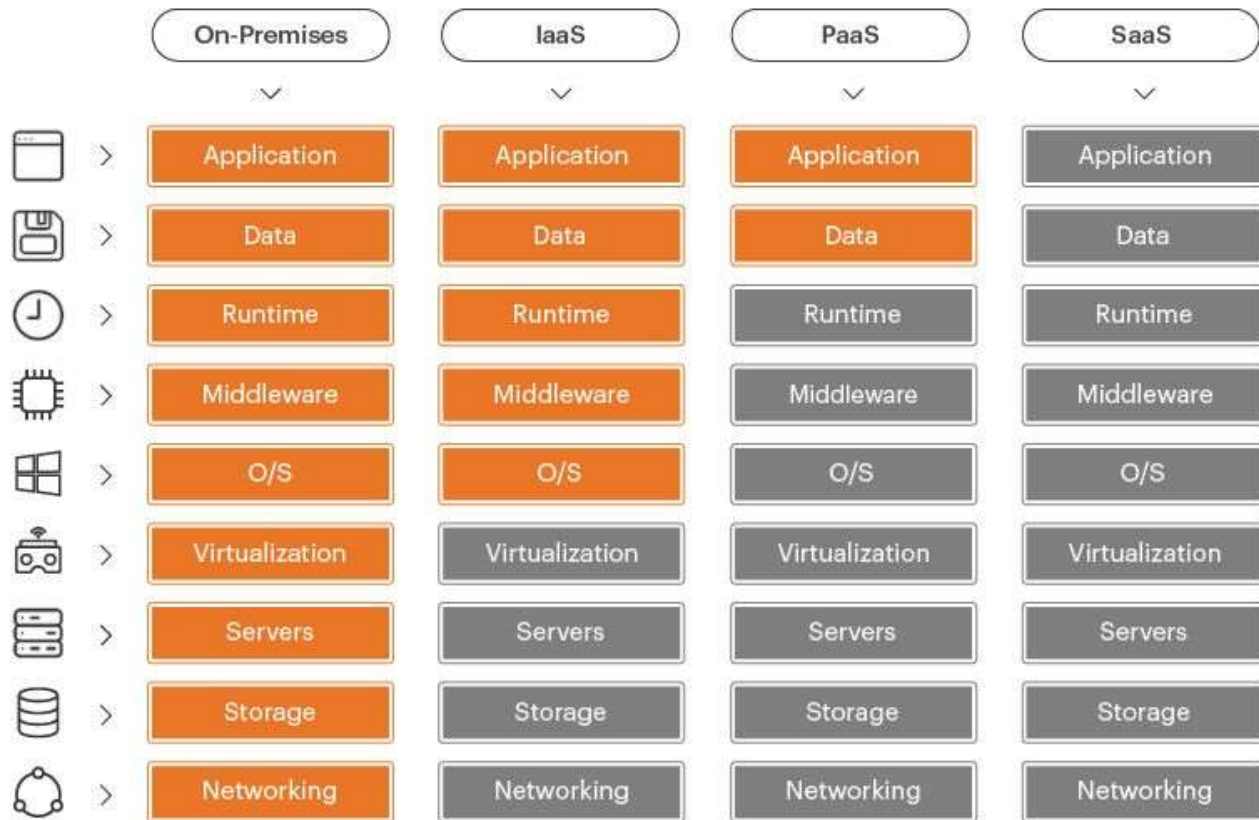 On-Premises IaaS PaaS SaaS
Application Application Application Application
Data Data Data Data
Runtime Runtime Runtime Runtime
Middleware Middleware Middleware Middleware
O/S O/S O/S O/S
Virtualization Virtualization Virtualization Virtualization
Servers Servers Servers Servers
Storage Storage Storage Storage
Networking Networking Networking Networking